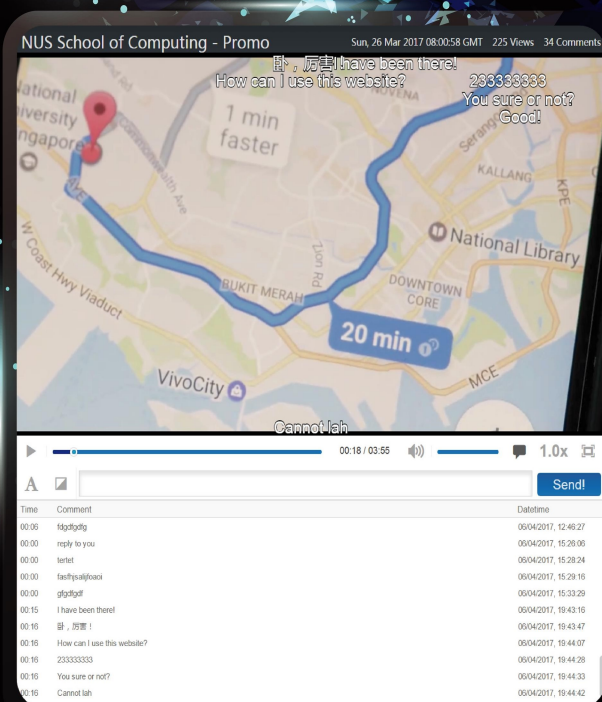 NUS School of Computing - Promo
Sun, 26 Mar 2017 08:00:58 GMT 225 Views 34 Comments
卧，厉害！I have been there!
How can I use this website?
233333333
You sure or not?
Good!
National
University
Singapore
NOVENA
1 min
faster
Commonwealth Ave
AYE
Serangoon
KALLANG
KPE
National Library
W Coast Hwy Viaduct
Zion Rd
BUKIT MERAH
DOWNTOWN
CORE
20 min
MCE
VivoCity
Cannot lah
00:18 / 03:55
1.0x
A
Send!
Time Comment Datetime
00:06 fdgdfgdfg 06/04/2017, 12:46:27
00:00 reply to you 06/04/2017, 15:26:06
00:00 tertet 06/04/2017, 15:28:24
00:00 fasfhjsalijfoaoi 06/04/2017, 15:29:16
00:00 gfgdfgdf 06/04/2017, 15:33:29
00:15 I have been there! 06/04/2017, 19:43:16
00:16 卧，厉害！ 06/04/2017, 19:43:47
00:16 How can I use this website? 06/04/2017, 19:44:07
00:16 233333333 06/04/2017, 19:44:28
00:16 You sure or not? 06/04/2017, 19:44:33
00:16 Cannot lah 06/04/2017, 19:44:42